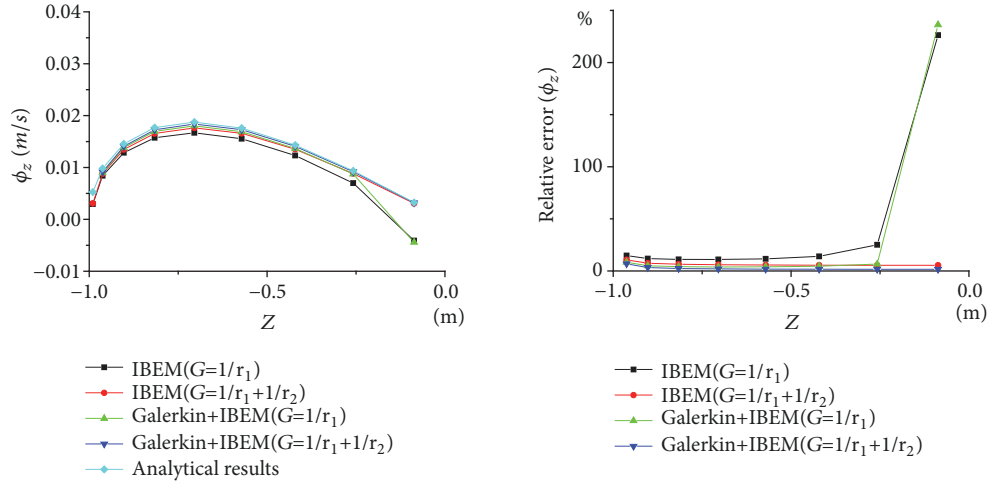 0.04
0.03
0.02
0.01
0.00
−0.01
ϕz (m/s)
−1.0
−0.5
0.0
Z
(m)
IBEM(G=1/r1)
IBEM(G=1/r1+1/r2)
Galerkin+IBEM(G=1/r1)
Galerkin+IBEM(G=1/r1+1/r2)
Analytical results
%
200
100
0
Relative error (ϕz)
−1.0
−0.5
0.0
Z
(m)
IBEM(G=1/r1)
IBEM(G=1/r1+1/r2)
Galerkin+IBEM(G=1/r1)
Galerkin+IBEM(G=1/r1+1/r2)